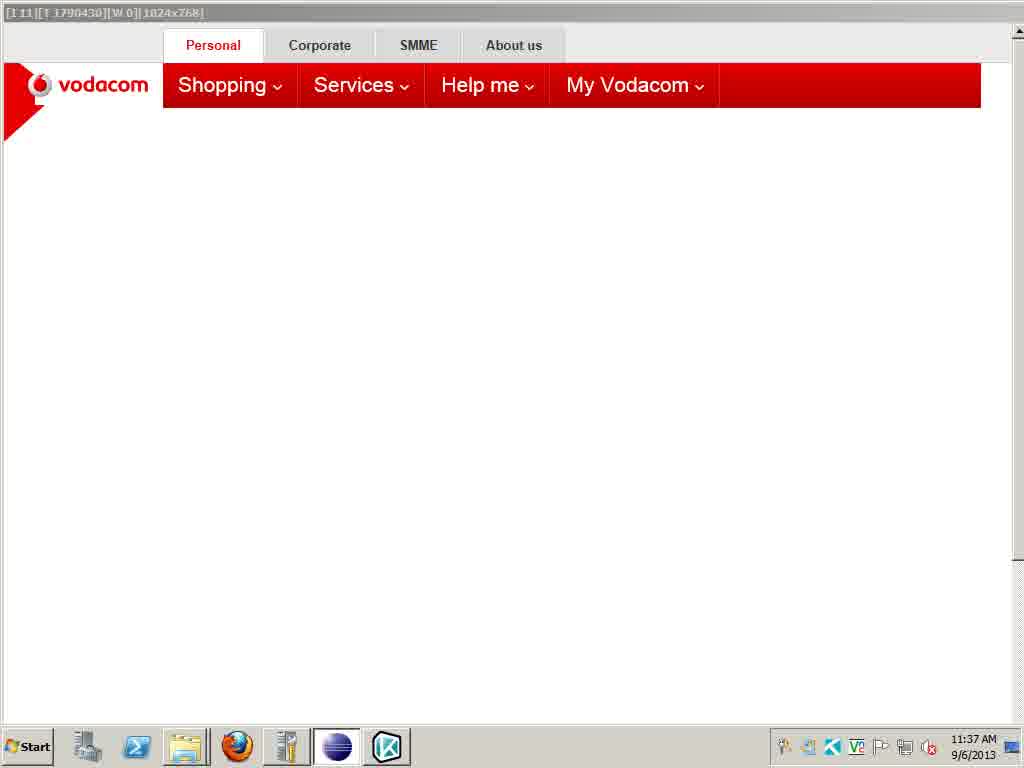 [I 11][T 1790430][W 0][1024x768]
Personal Corporate SMME About us
vodacom Shopping Services Help me My Vodacom
Start
11:37 AM
9/6/2013